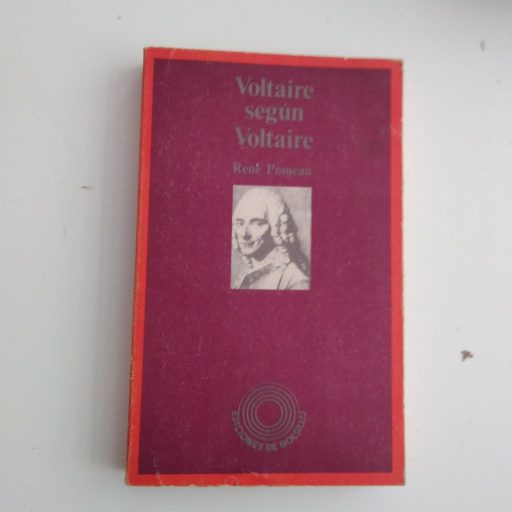 Voltaire
según
Voltaire
René Pomeau
EDICIONES DE BOLSILLO